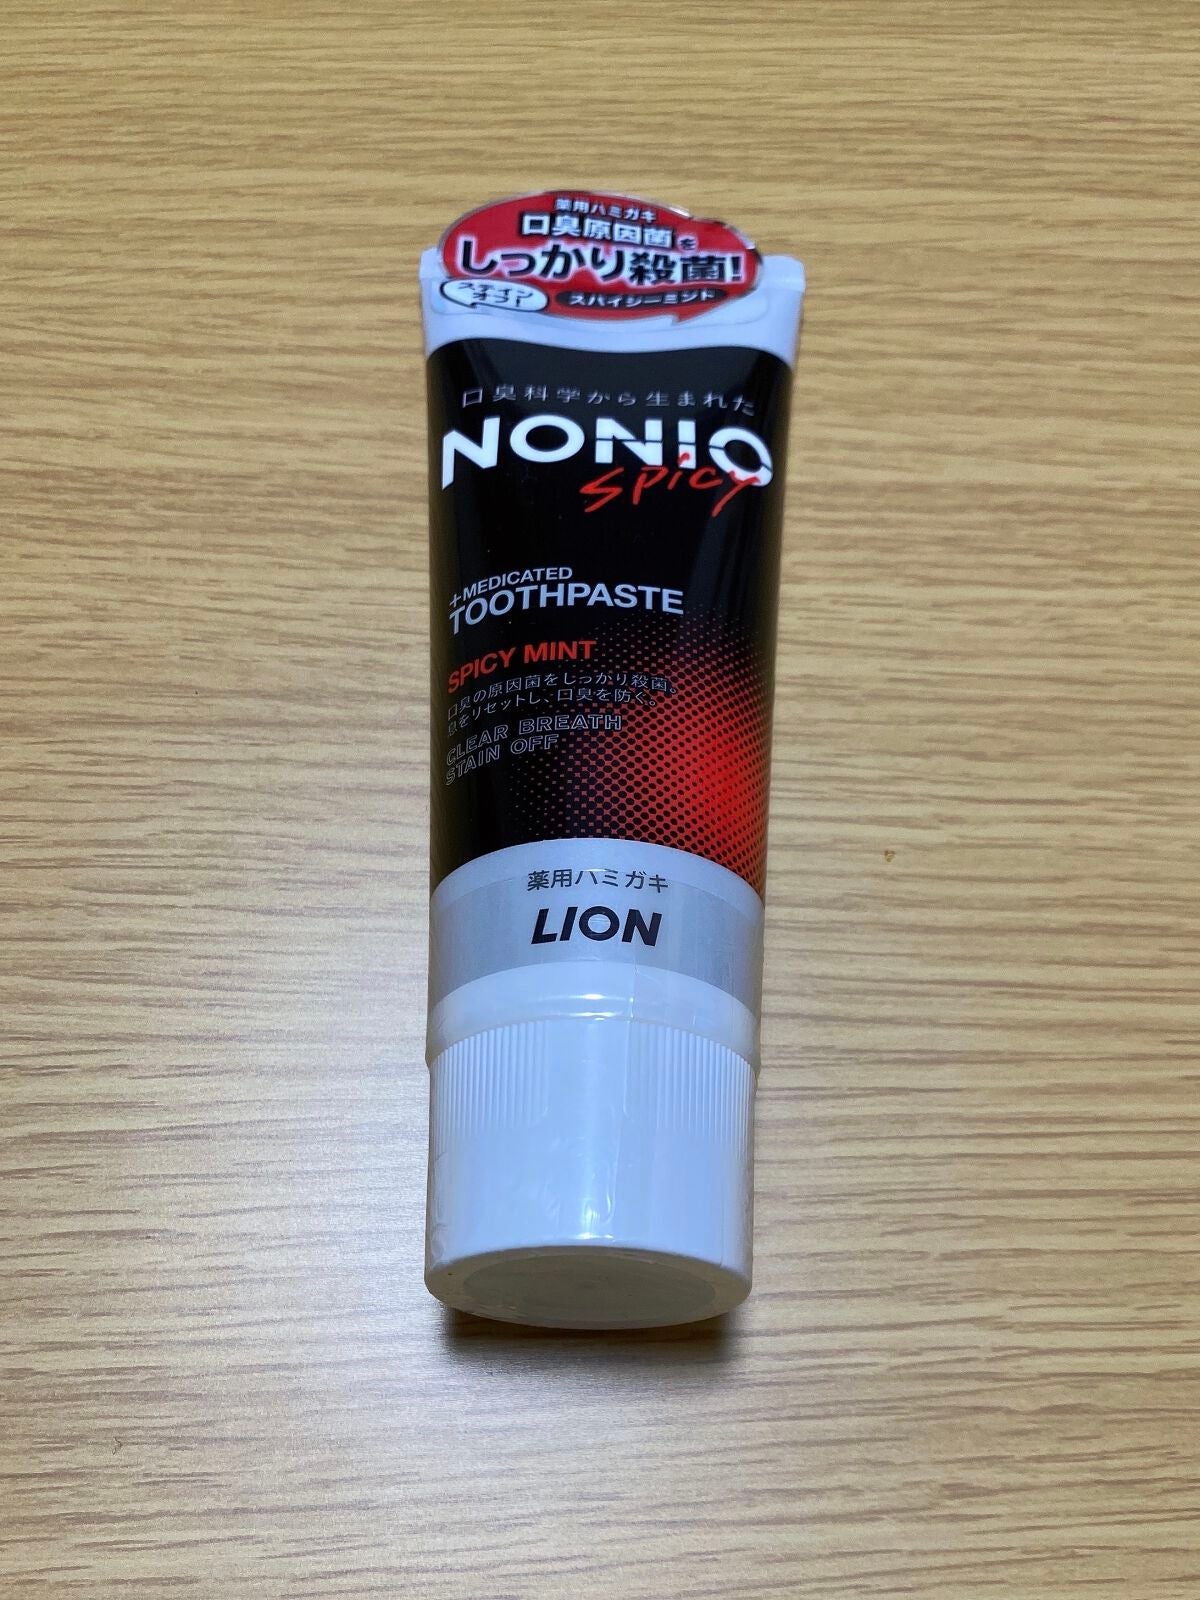 薬用ハミガキ
口臭原因菌を
しっかり殺菌!
ステイン
オフ!
スパイシーミント
口臭科学から生まれた
NONIO
spicy
+MEDICATED
TOOTHPASTE
SPICY MINT
口臭の原因菌をしっかり殺菌。
息をリセットし、口臭を防ぐ。
CLEAR BREATH
STAIN OFF
薬用ハミガキ
LION